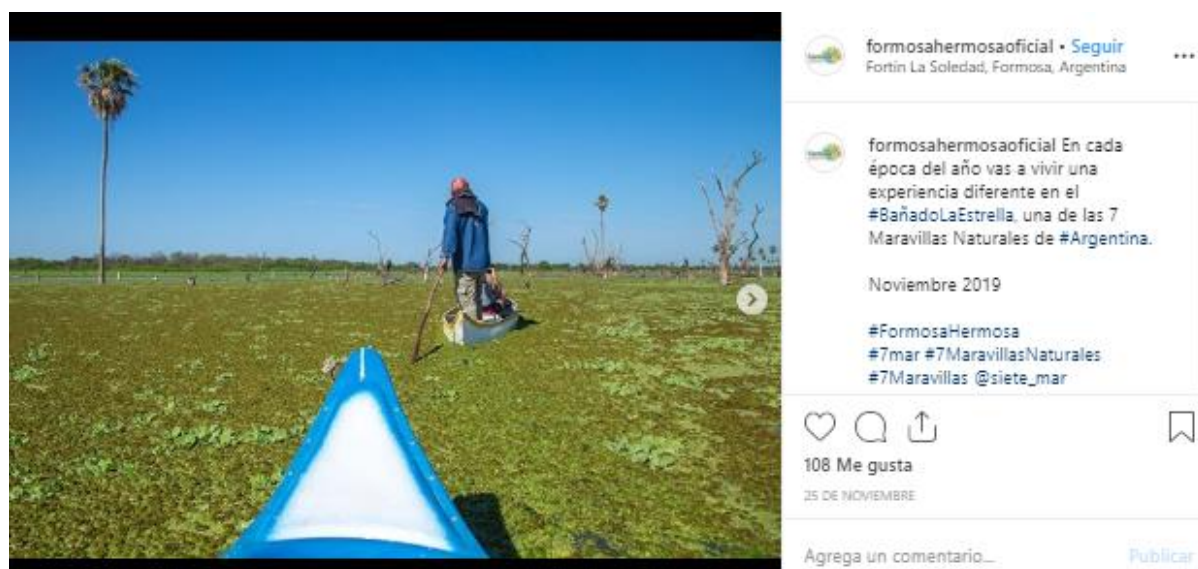 formosahermosaoficial • Seguir
Fortín La Soledad, Formosa, Argentina
formosahermosaoficial En cada
época del año vas a vivir una
experiencia diferente en el
#BañadoLaEstrella, una de las 7
Maravillas Naturales de #Argentina.
Noviembre 2019
#FormosaHermosa
#7mar #7MaravillasNaturales
#7Maravillas @siete_mar
108 Me gusta
25 DE NOVIEMBRE
Agrega un comentario...
Publicar